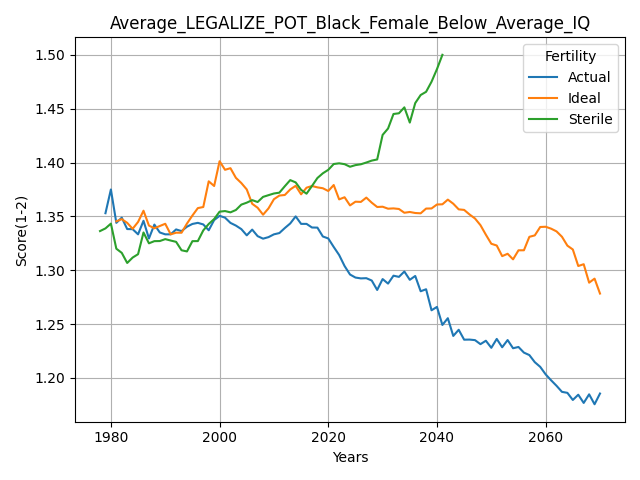 Average_LEGALIZE_POT_Black_Female_Below_Average_IQ
Score(1-2)
1.50
1.45
1.40
1.35
1.30
1.25
1.20
Fertility
Actual
Ideal
Sterile
1980 2000 2020 2040 2060
Years